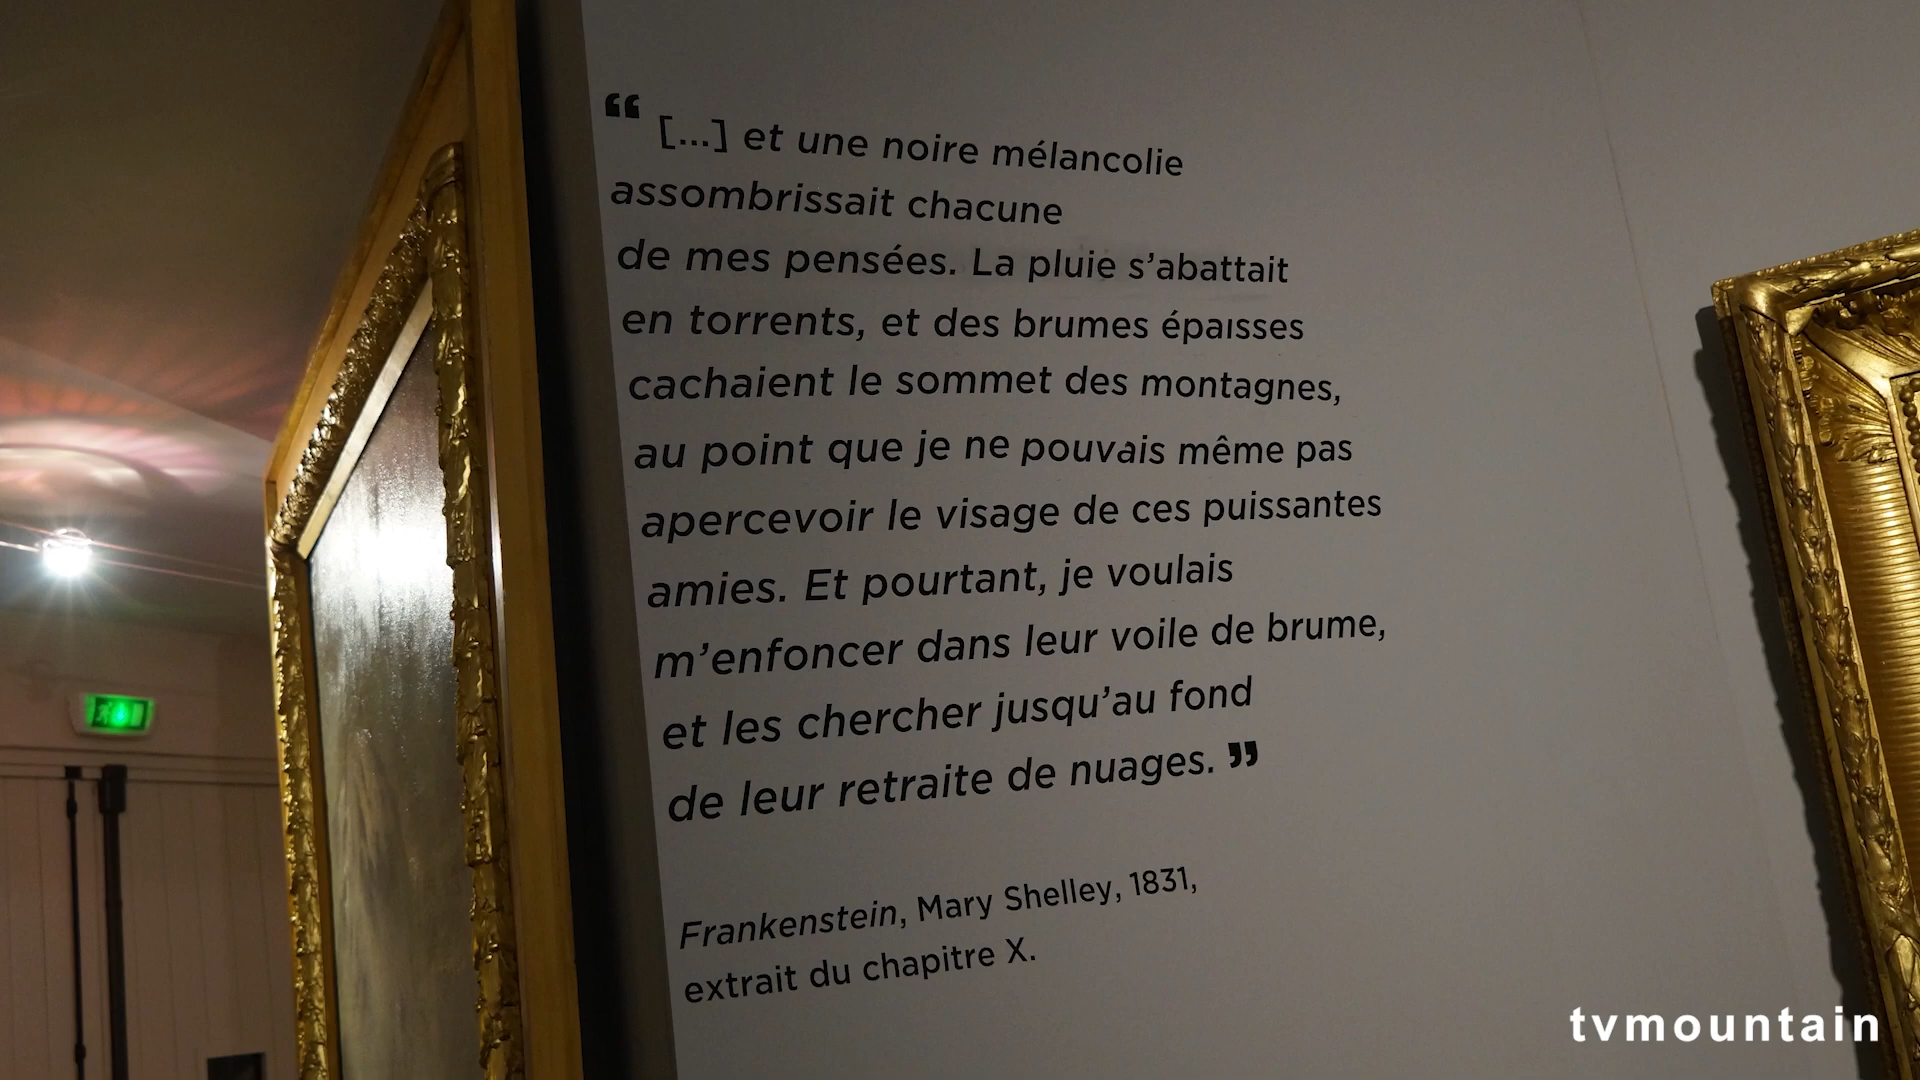 “ [...] et une noire mélancolie
assombrissait chacune
de mes pensées. La pluie s’abattait
en torrents, et des brumes épaisses
cachaient le sommet des montagnes,
au point que je ne pouvais même pas
apercevoir le visage de ces puissantes
amies. Et pourtant, je voulais
m’enfoncer dans leur voile de brume,
et les chercher jusqu’au fond
de leur retraite de nuages. ”
Frankenstein, Mary Shelley, 1831,
extrait du chapitre X.
tvmountain